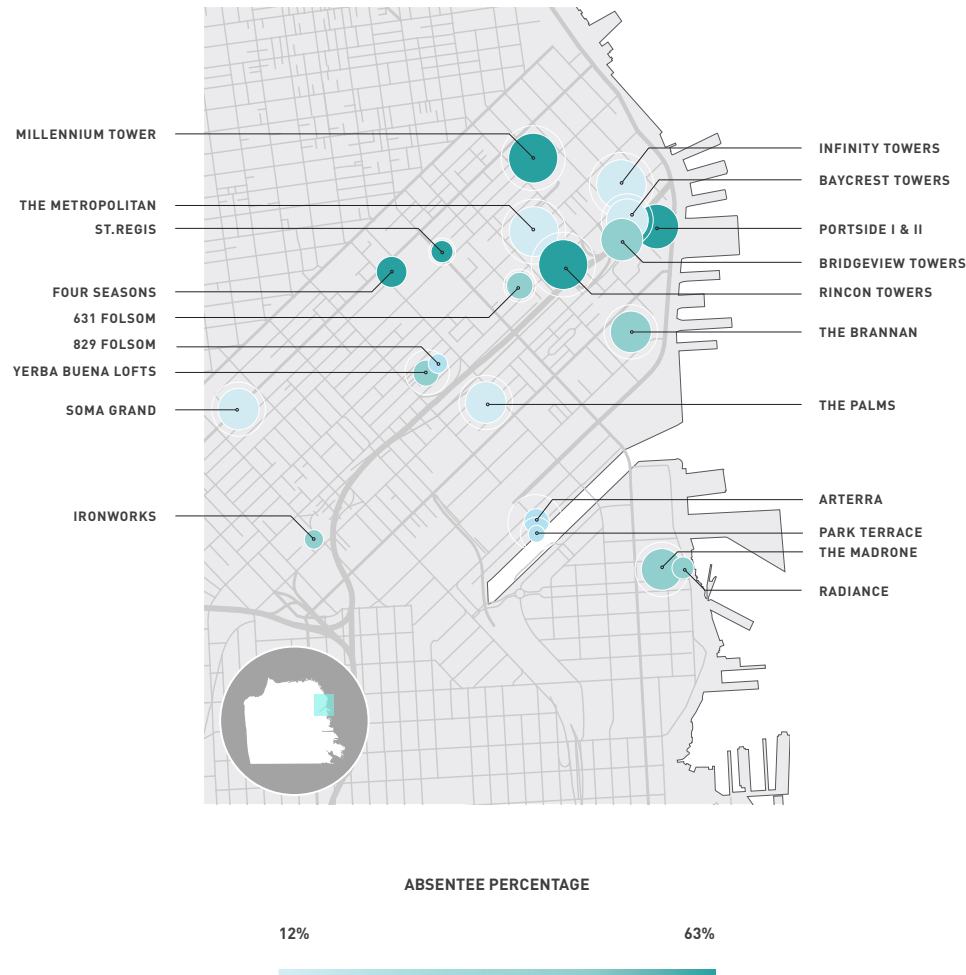 MILLENNIUM TOWER
THE METROPOLITAN
ST.REGIS
FOUR SEASONS
631 FOLSOM
829 FOLSOM
YERBA BUENA LOFTS
SOMA GRAND
IRONWORKS
INFINITY TOWERS
BAYCREST TOWERS
PORTSIDE I & II
BRIDGEVIEW TOWERS
RINCON TOWERS
THE BRANNAN
THE PALMS
ARTERRA
PARK TERRACE
THE MADRONE
RADIANCE
ABSENTEE PERCENTAGE
12% 63%